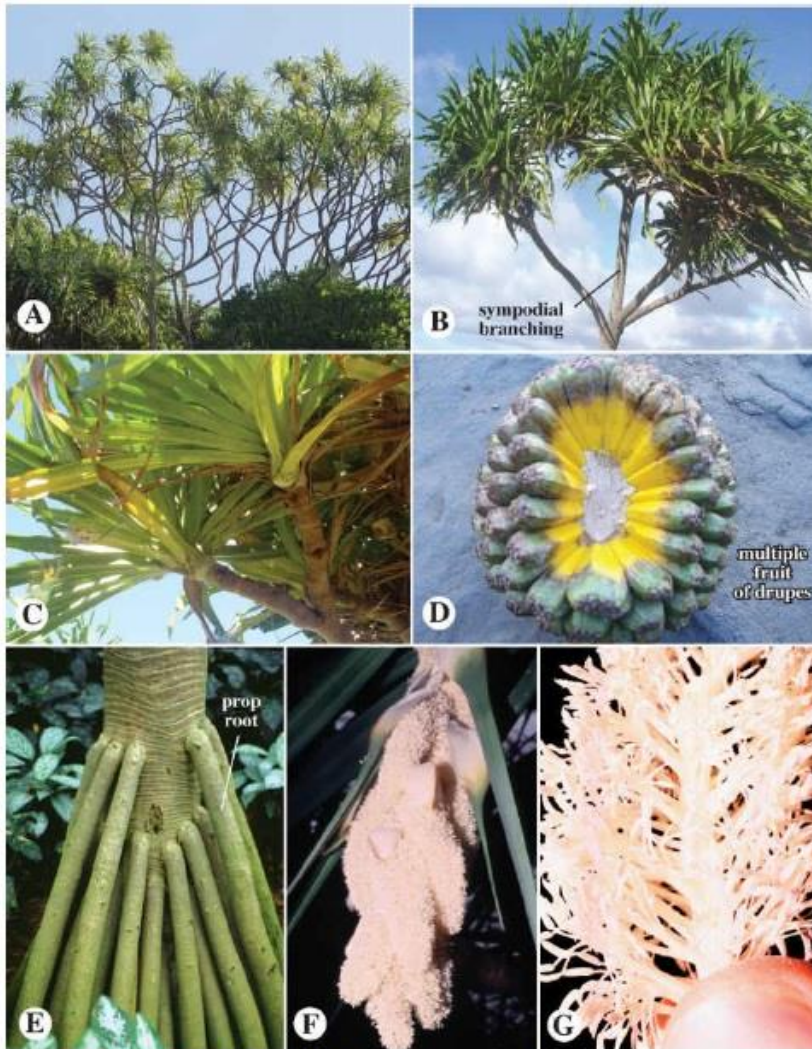 A
sympodial
branching
B
C
multiple
fruit
of drupes
D
prop
root
E
F
G